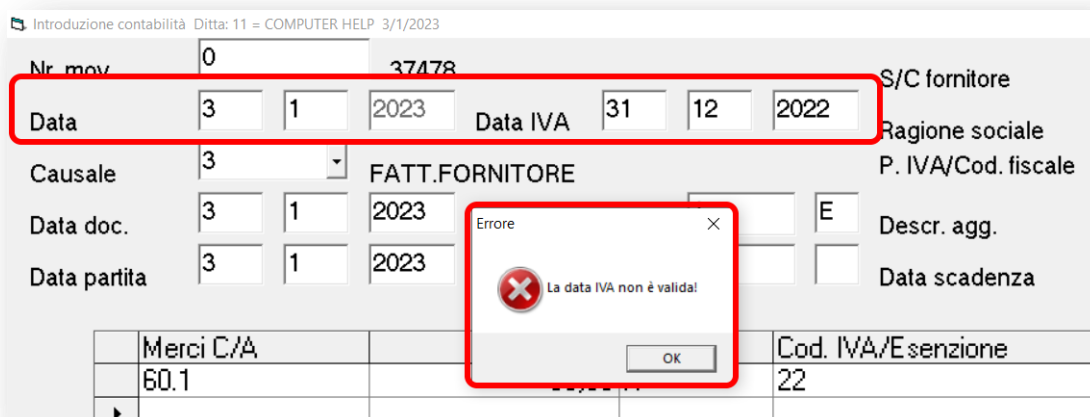 Introduzione contabilità Ditta: 11 = COMPUTER HELP 3/1/2023
Nr. mov 0 37478
S/C fornitore
Data 3 1 2023 Data IVA 31 12 2022
Ragione sociale
Causale 3 FATT.FORNITORE
P. IVA/Cod. fiscale
Data doc. 3 1 2023 E
Descr. agg.
Data partita 3 1 2023
Data scadenza
Errore
La data IVA non è valida!
OK
Merci C/A Cod. IVA/Esenzione
60.1 22